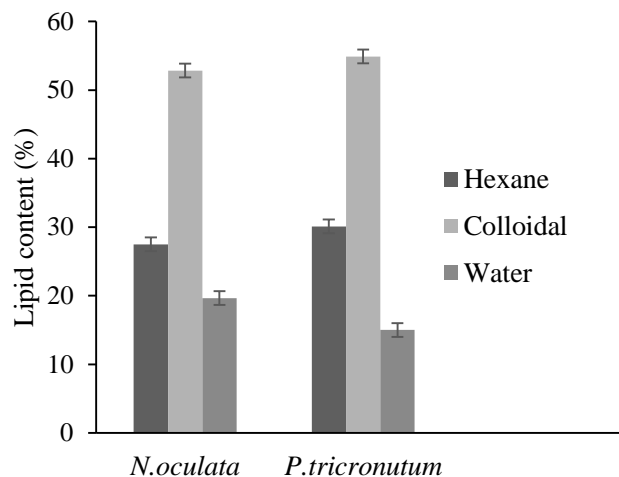 Lipid content (%)
60
50
40
30
20
10
0
N.oculata
P.tricronutum
Hexane
Colloidal
Water